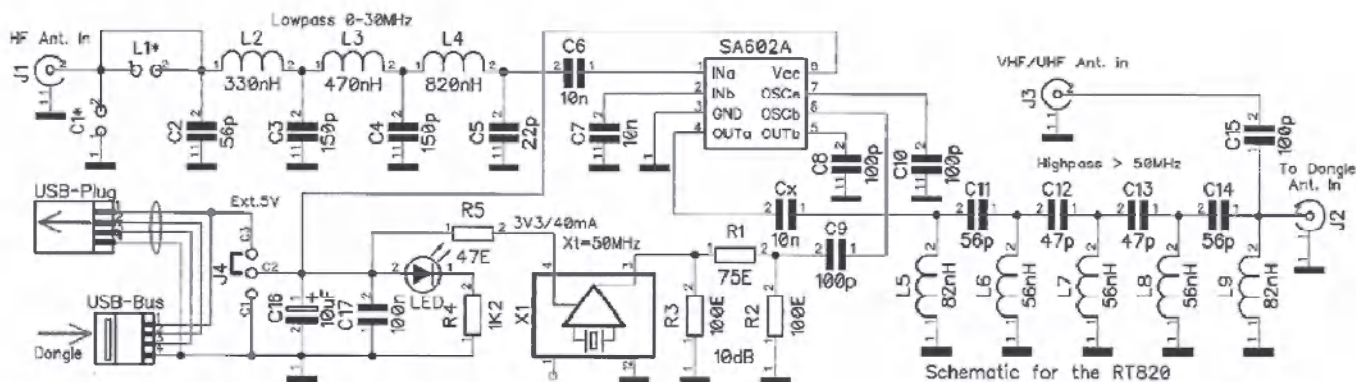 Lowpass 0-30MHz
HF Ant. In
J1
L1*
L2
330nH
L3
470nH
L4
820nH
C1*
C2
56p
C3
150p
C4
150p
C5
22p
C6
10n
C7
10n
SA602A
INa
INb
GND
OUTa
Vcc
OSCa
OSCb
OUTb
C8
100p
C10
100p
VHF/UHF Ant. in
J3
C15
100p
Highpass > 50MHz
To Dongle
Ant. In
J2
Cx
10n
C9
100p
C11
56p
C12
47p
C13
47p
C14
56p
L5
82nH
L6
56nH
L7
56nH
L8
56nH
L9
82nH
USB-Plug
Ext.5V
J4
C3
C2
C1
USB-Bus
Dongle
C16
10uF
C17
100n
LED
R4
1K2
R5
47E
3V3/40mA
Xt=50MHz
X1
R1
75E
R3
100E
R2
100E
10dB
Schematic for the RT820